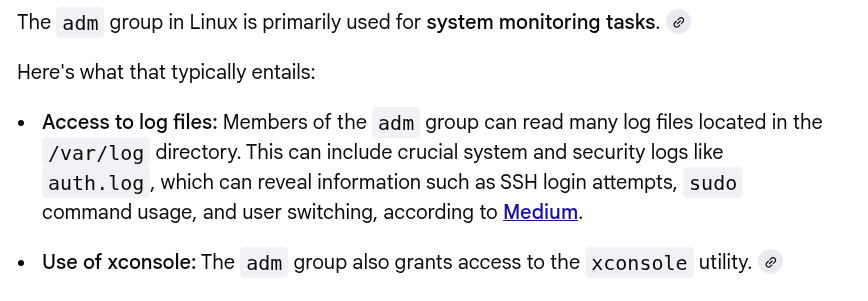 The adm group in Linux is primarily used for system monitoring tasks.
Here's what that typically entails:
• Access to log files: Members of the adm group can read many log files located in the
/var/log directory. This can include crucial system and security logs like
auth.log, which can reveal information such as SSH login attempts, sudo
command usage, and user switching, according to Medium.
• Use of xconsole: The adm group also grants access to the xconsole utility.